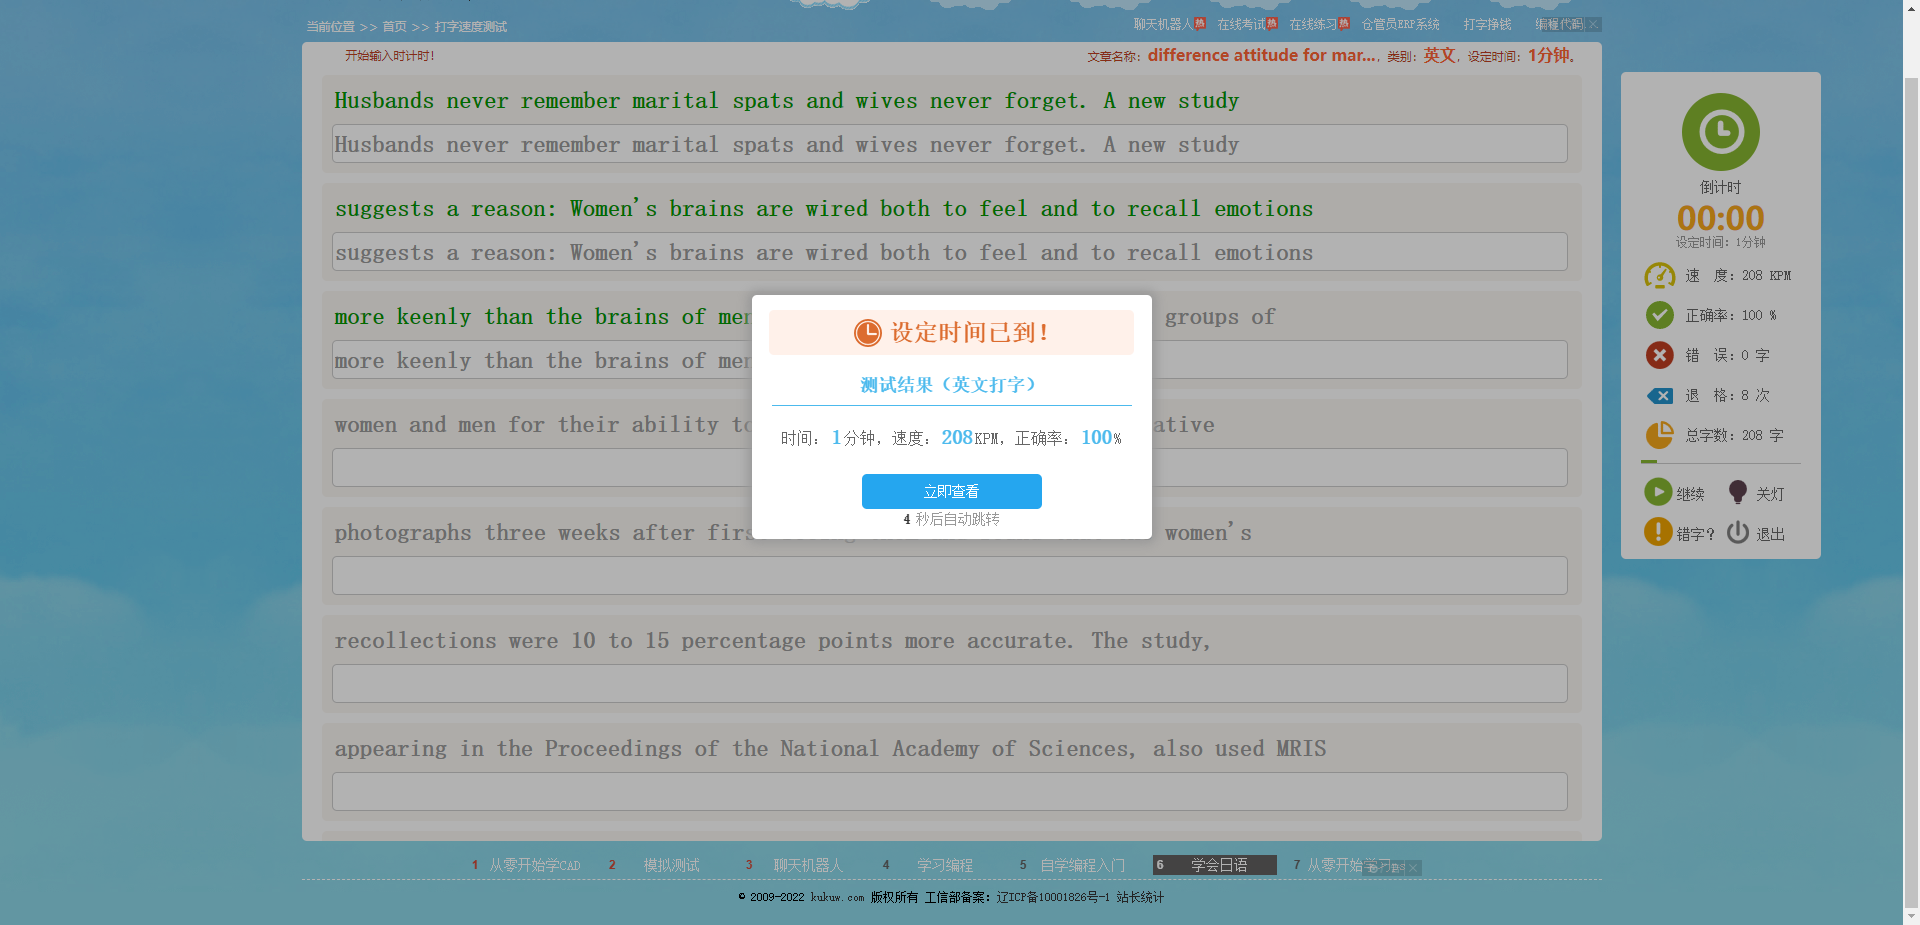 当前位置 >> 首页 >> 打字速度测试
聊天机器人 热 在线考试 热 在线练习 热 仓管员ERP系统 打字挣钱 编程代码
开始输入时计时!
文章名称: difference attitude for mar..., 类别: 英文, 设定时间: 1分钟。
Husbands never remember marital spats and wives never forget. A new study
Husbands never remember marital spats and wives never forget. A new study
suggests a reason: Women's brains are wired both to feel and to recall emotions
suggests a reason: Women's brains are wired both to feel and to recall emotions
more keenly than the brains of men groups of
more keenly than the brains of men
women and men for their ability to
photographs three weeks after first women's
recollections were 10 to 15 percentage points more accurate. The study,
appearing in the Proceedings of the National Academy of Sciences, also used MRIS
设定时间已到!
测试结果（英文打字）
时间: 1分钟, 速度: 208KPM, 正确率: 100%
立即查看
4 秒后自动跳转
倒计时
00:00
设定时间: 1分钟
速 度: 208 KPM
正确率: 100 %
错 误: 0 字
退 格: 8 次
总字数: 208 字
继续 关灯
错字? 退出
1 从零开始学CAD 2 模拟测试 3 聊天机器人 4 学习编程 5 自学编程入门 6 学会日语 7 从零开始学习
© 2009-2022 kukuw.com 版权所有 工信部备案: 辽ICP备10001826号-1 站长统计